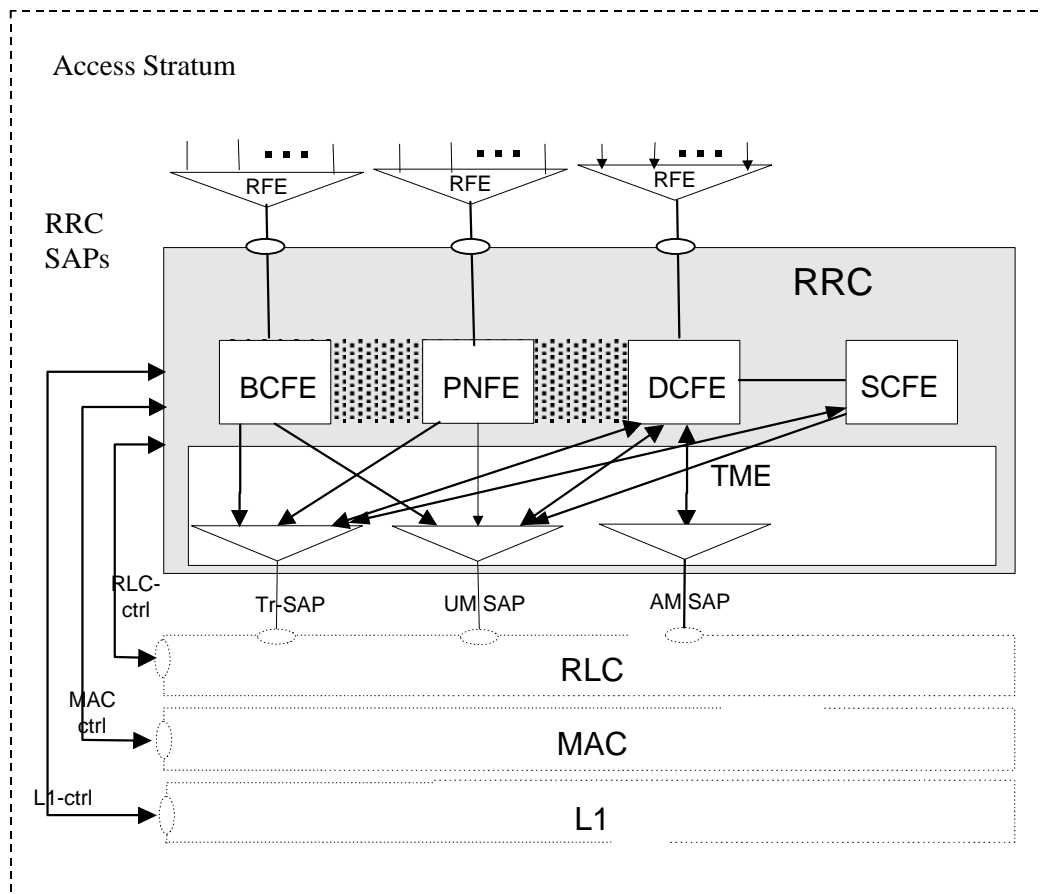 Access Stratum
RFE
RFE
RFE
RRC
SAPs
RRC
BCFE
PNFE
DCFE
SCFE
TME
RLC-
ctrl
Tr-SAP
UM SAP
AM SAP
RLC
MAC
ctrl
MAC
L1-ctrl
L1